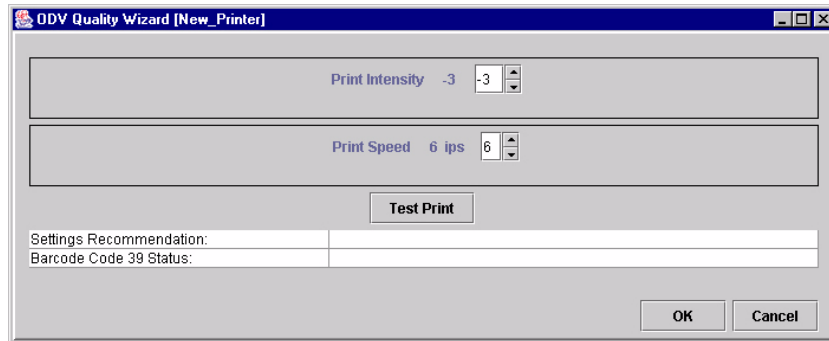 ODV Quality Wizard [New_Printer]
Print Intensity -3 -3
Print Speed 6 ips 6
Test Print
Settings Recommendation:
Barcode Code 39 Status:
OK Cancel